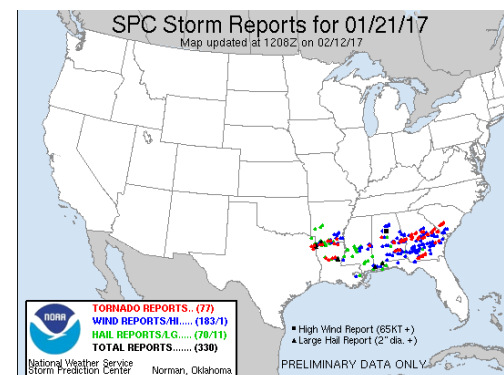 SPC Storm Reports for 01/21/17
Map updated at 1208Z on 02/12/17
NOAA
TORNADO REPORTS.. (77)
WIND REPORTS/HI..... (183/1)
HAIL REPORTS/LG..... (70/11)
TOTAL REPORTS....... (330)
National Weather Service
Storm Prediction Center Norman, Oklahoma
■ High Wind Report (65KT +)
▲ Large Hail Report (2" dia. +)
PRELIMINARY DATA ONLY